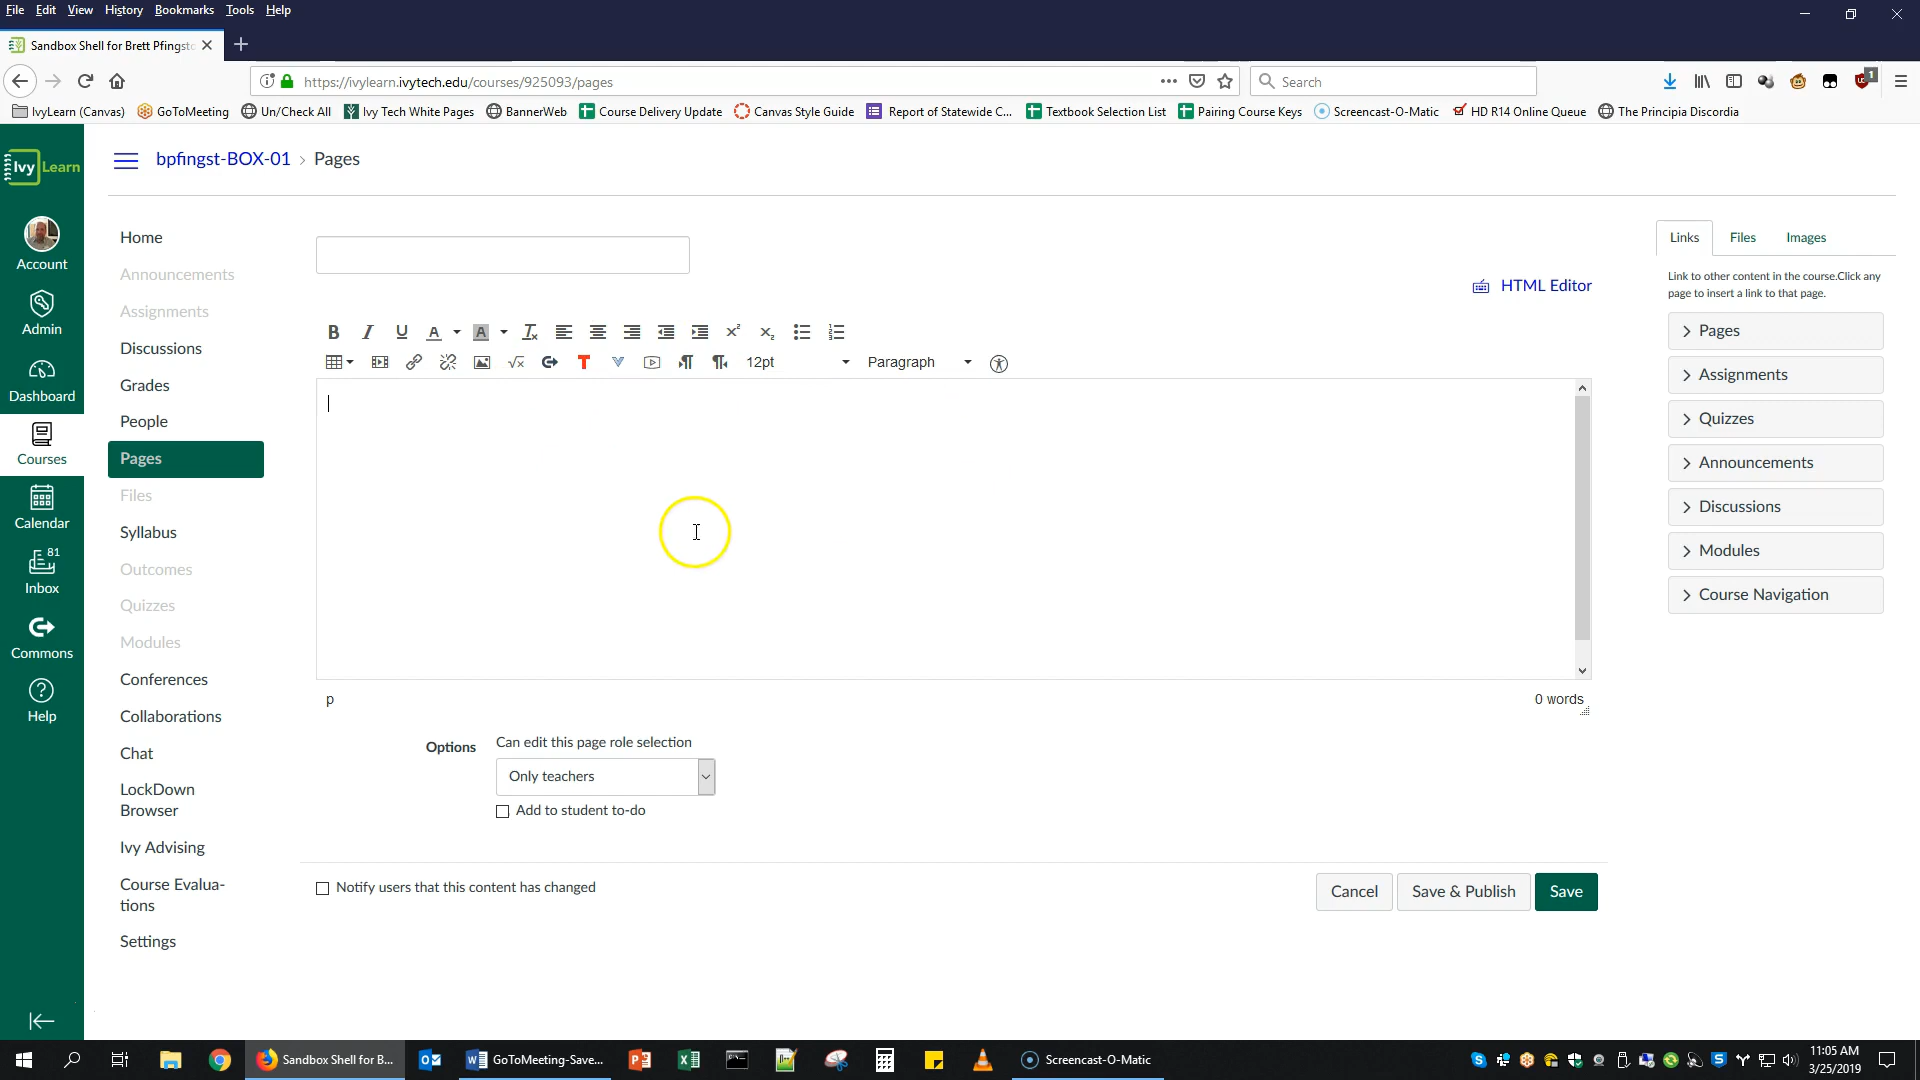 File Edit View History Bookmarks Tools Help
Sandbox Shell for Brett Pfingst
https://ivylearn.ivytech.edu/courses/925093/pages
Search
1
IvyLearn (Canvas) GoToMeeting Un/Check All Ivy Tech White Pages BannerWeb Course Delivery Update Canvas Style Guide Report of Statewide C... Textbook Selection List Pairing Course Keys Screencast-O-Matic HD R14 Online Queue The Principia Discordia
Ivy Learn
Account
Admin
Dashboard
Courses
Calendar
81
Inbox
Commons
Help
bpfingst-BOX-01 › Pages
Home
Announcements
Assignments
Discussions
Grades
People
Pages
Files
Syllabus
Outcomes
Quizzes
Modules
Conferences
Collaborations
Chat
LockDown
Browser
Ivy Advising
Course Evalua-
tions
Settings
HTML Editor
12pt Paragraph
p
0 words
Options
Can edit this page role selection
Only teachers
Add to student to-do
Notify users that this content has changed
Cancel Save & Publish Save
Links Files Images
Link to other content in the course.Click any
page to insert a link to that page.
Pages
Assignments
Quizzes
Announcements
Discussions
Modules
Course Navigation
Sandbox Shell for B... GoToMeeting-Save... Screencast-O-Matic
11:05 AM
3/25/2019